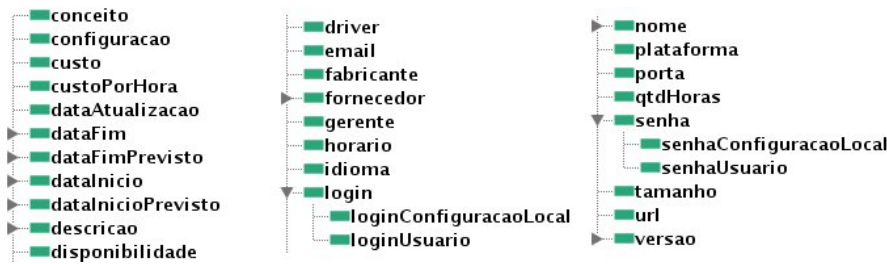 conceito
configuracao
custo
custoPorHora
dataAtualizacao
dataFim
dataFimPrevisto
dataInicio
dataInicioPrevisto
descricao
disponibilidade
driver
email
fabricante
fornecedor
gerente
horario
idioma
login
loginConfiguracaoLocal
loginUsuario
nome
plataforma
porta
qtdHoras
senha
senhaConfiguracaoLocal
senhaUsuario
tamanho
url
versao